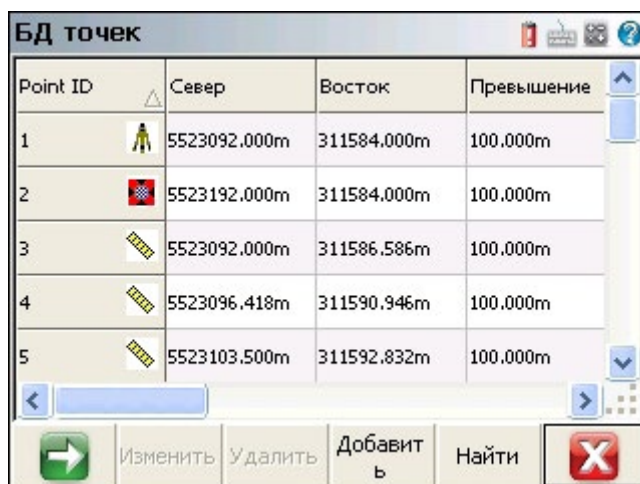 БД точек
Point ID Север Восток Превышение
1 5523092.000m 311584.000m 100.000m
2 5523192.000m 311584.000m 100.000m
3 5523092.000m 311586.586m 100.000m
4 5523096.418m 311590.946m 100.000m
5 5523103.500m 311592.832m 100.000m
Изменить Удалить Добавит
ь Найти